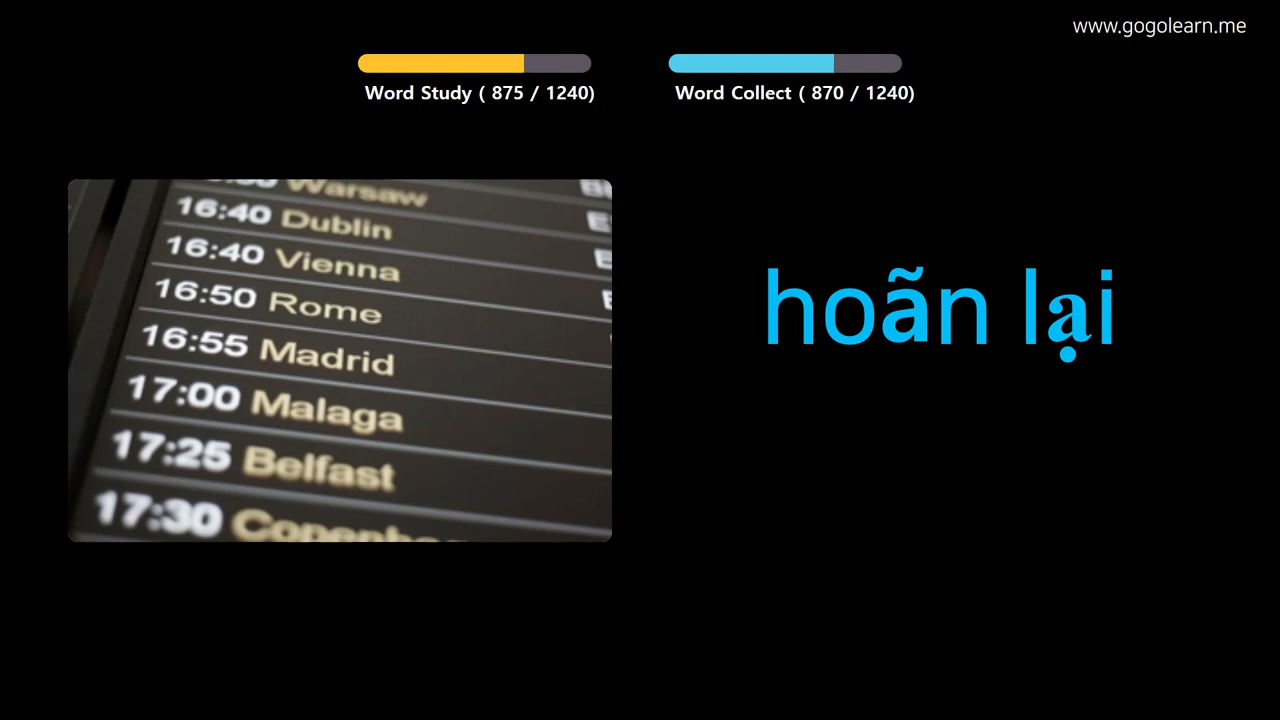 www.gogolearn.me
Word Study ( 875 / 1240)
Word Collect ( 870 / 1240)
Warsaw
16:40 Dublin
16:40 Vienna
16:50 Rome
16:55 Madrid
17:00 Malaga
17:25 Belfast
17:30
hoãn lại